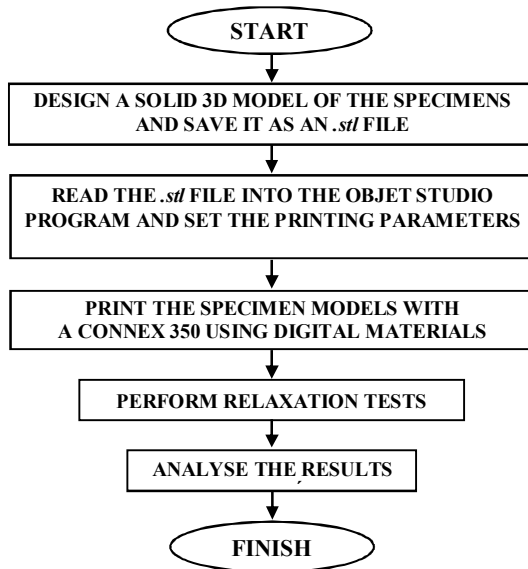 START
DESIGN A SOLID 3D MODEL OF THE SPECIMENS
AND SAVE IT AS AN .stl FILE
READ THE .stl FILE INTO THE OBJET STUDIO
PROGRAM AND SET THE PRINTING PARAMETERS
PRINT THE SPECIMEN MODELS WITH
A CONNEX 350 USING DIGITAL MATERIALS
PERFORM RELAXATION TESTS
ANALYSE THE RESULTS
FINISH